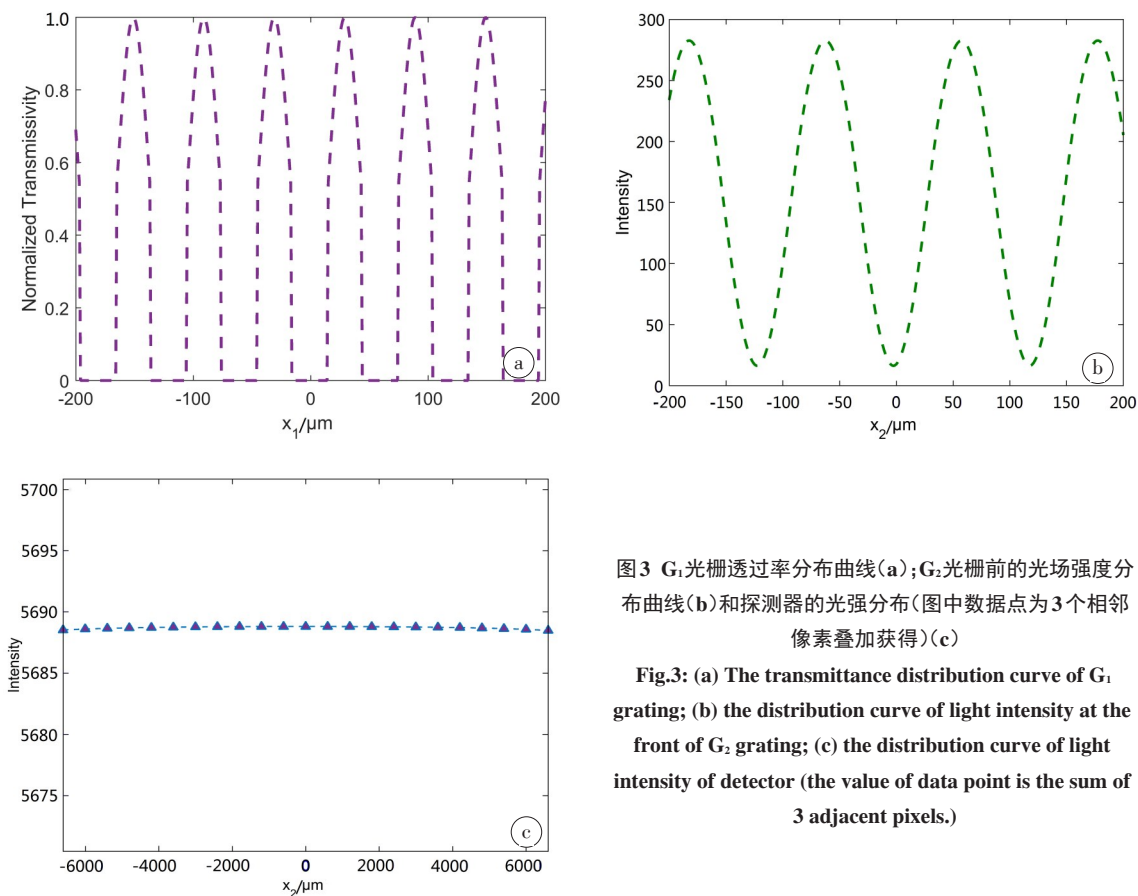 1.0
0.8
0.6
0.4
0.2
0
Normalized Transmissivity
-200 -100 0 100 200
x1/μm
a
300
250
200
150
100
50
0
Intensity
-200 -150 -100 -50 0 50 100 150 200
x2/μm
b
5700
5695
5690
5685
5680
5675
Intensity
-6000 -4000 -2000 0 2000 4000 6000
x2/μm
c
图3 G₁光栅透过率分布曲线(a);G₂光栅前的光场强度分
布曲线(b)和探测器的光强分布(图中数据点为3个相邻
像素叠加获得)(c)
Fig.3: (a) The transmittance distribution curve of G₁
grating; (b) the distribution curve of light intensity at the
front of G₂ grating; (c) the distribution curve of light
intensity of detector (the value of data point is the sum of
3 adjacent pixels.)